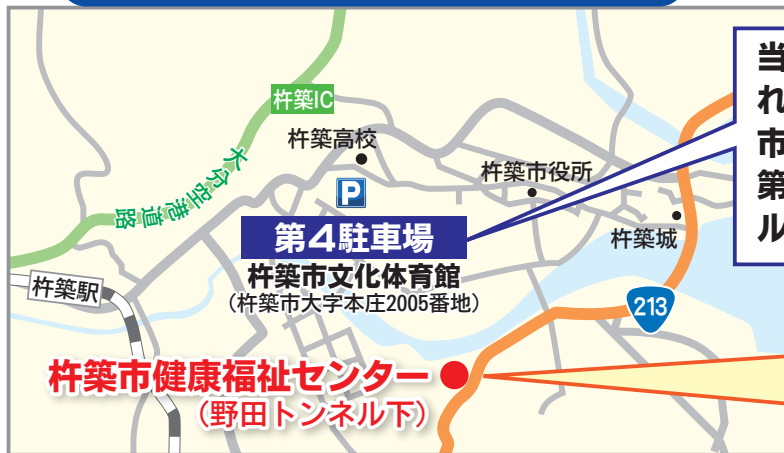 杵築IC
杵築高校
大分空港道路
P
杵築市役所
第4駐車場
杵築城
杵築市文化体育館
(杵築市大字本庄2005番地)
杵築駅
213
杵築市健康福祉センター
(野田トンネル下)
当
れ
市
第
ル